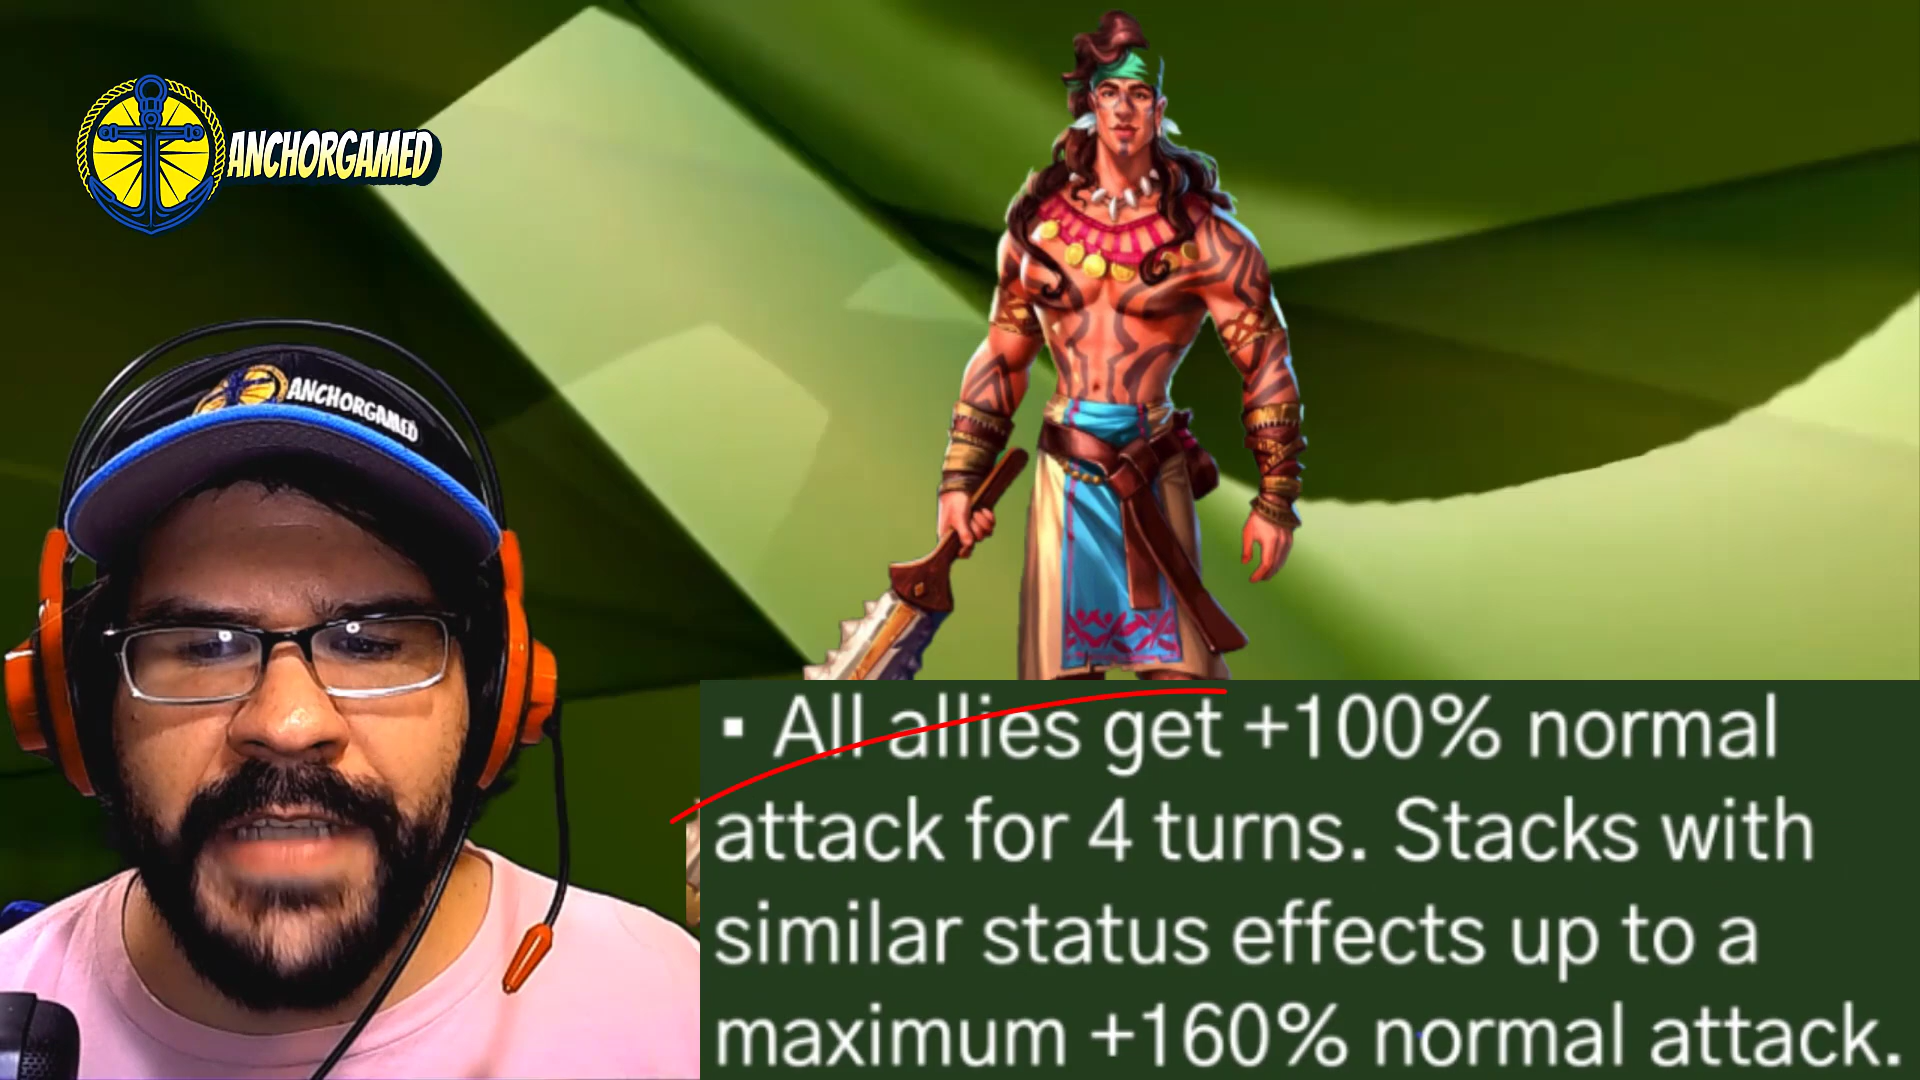 ANCHORGAMED
ANCHORGAMED
▪ All allies get +100% normal
attack for 4 turns. Stacks with
similar status effects up to a
maximum +160% normal attack.